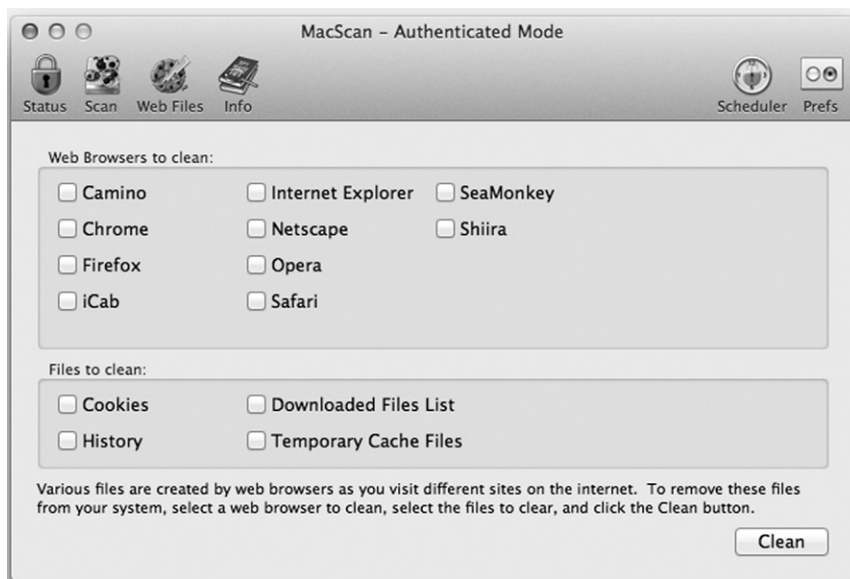 MacScan – Authenticated Mode
Status Scan Web Files Info Scheduler Prefs
Web Browsers to clean:
Camino Internet Explorer SeaMonkey
Chrome Netscape Shiira
Firefox Opera
iCab Safari
Files to clean:
Cookies Downloaded Files List
History Temporary Cache Files
Various files are created by web browsers as you visit different sites on the internet. To remove these files
from your system, select a web browser to clean, select the files to clear, and click the Clean button.
Clean